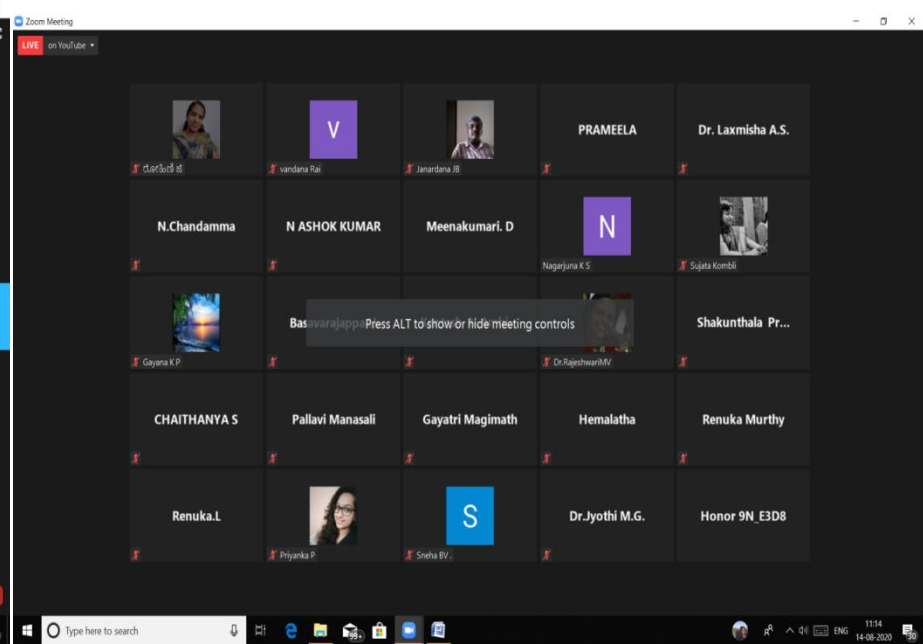 Zoom Meeting
LIVE on YouTube
V
PRAMEELA
Dr. Laxmisha A.S.
ರೋಹಿಣಿ ಜಿ
vandana Rai
Janardana JB
N.Chandamma
N ASHOK KUMAR
Meenakumari. D
N
Nagarjuna K S
Sujata Kombli
Press ALT to show or hide meeting controls
Shakunthala Pr...
Gayana K P
Dr.RajeshwariMV
CHAITHANYA S
Pallavi Manasali
Gayatri Magimath
Hemalatha
Renuka Murthy
Renuka.L
S
Dr.Jyothi M.G.
Honor 9N_E3D8
Priyanka P
Sneha BV .
Type here to search
99+
ENG
11:14
14-08-2020
30